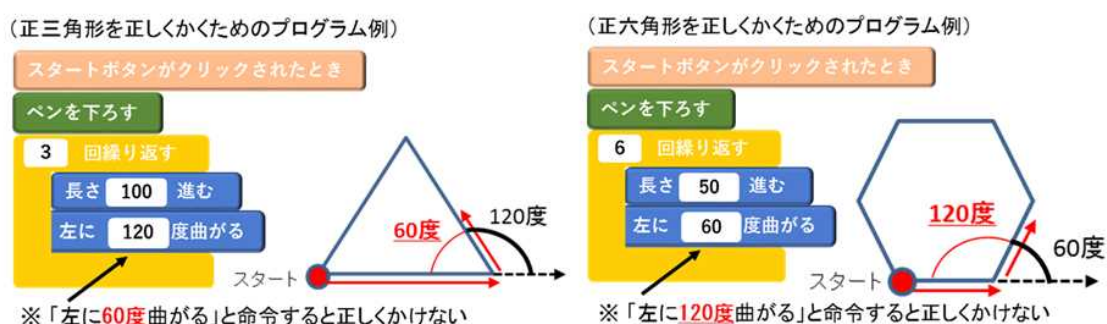 (正三角形を正しくかくためのプログラム例)
スタートボタンがクリックされたとき
ペンを下ろす
3 回繰り返す
長さ 100 進む
左に 120 度曲がる
60度
120度
スタート
※「左に60度曲がる」と命令すると正しくかけない
(正六角形を正しくかくためのプログラム例)
スタートボタンがクリックされたとき
ペンを下ろす
6 回繰り返す
長さ 50 進む
左に 60 度曲がる
120度
60度
スタート
※「左に120度曲がる」と命令すると正しくかけない